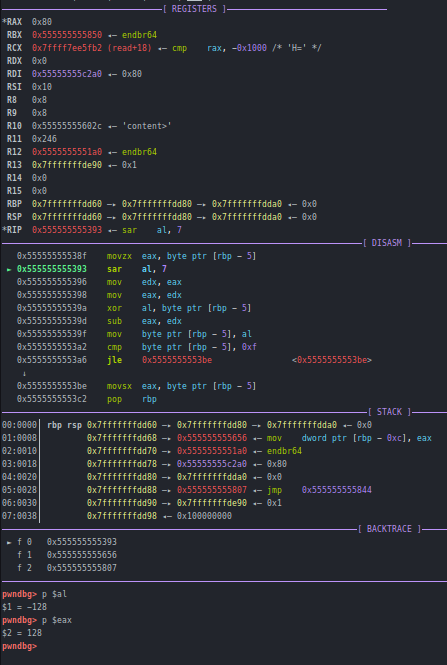 [ REGISTERS ]
*RAX 0x80
RBX 0x555555555850 ◂— endbr64
RCX 0x7ffff7ee5fb2 (read+18) ◂— cmp rax, -0x1000 /* 'H=' */
RDX 0x0
RDI 0x55555555c2a0 ◂— 0x80
RSI 0x10
R8 0x8
R9 0x8
R10 0x55555555602c ◂— 'content>'
R11 0x246
R12 0x5555555551a0 ◂— endbr64
R13 0x7fffffffde90 ◂— 0x1
R14 0x0
R15 0x0
RBP 0x7fffffffdd60 —▸ 0x7fffffffdd80 —▸ 0x7fffffffdda0 ◂— 0x0
RSP 0x7fffffffdd60 —▸ 0x7fffffffdd80 —▸ 0x7fffffffdda0 ◂— 0x0
*RIP 0x555555555393 ◂— sar al, 7
[ DISASM ]
0x55555555538f movzx eax, byte ptr [rbp - 5]
► 0x555555555393 sar al, 7
0x555555555396 mov edx, eax
0x555555555398 mov eax, edx
0x55555555539a xor al, byte ptr [rbp - 5]
0x55555555539d sub eax, edx
0x55555555539f mov byte ptr [rbp - 5], al
0x5555555553a2 cmp byte ptr [rbp - 5], 0xf
0x5555555553a6 jle 0x5555555553be <0x5555555553be>
↓
0x5555555553be movsx eax, byte ptr [rbp - 5]
0x5555555553c2 pop rbp
[ STACK ]
00:0000│ rbp rsp 0x7fffffffdd60 —▸ 0x7fffffffdd80 —▸ 0x7fffffffdda0 ◂— 0x0
01:0008│ 0x7fffffffdd68 —▸ 0x555555555656 ◂— mov dword ptr [rbp - 0xc], eax
02:0010│ 0x7fffffffdd70 —▸ 0x5555555551a0 ◂— endbr64
03:0018│ 0x7fffffffdd78 —▸ 0x55555555c2a0 ◂— 0x80
04:0020│ 0x7fffffffdd80 —▸ 0x7fffffffdda0 ◂— 0x0
05:0028│ 0x7fffffffdd88 —▸ 0x555555555807 ◂— jmp 0x555555555844
06:0030│ 0x7fffffffdd90 —▸ 0x7fffffffde90 ◂— 0x1
07:0038│ 0x7fffffffdd98 ◂— 0x100000000
[ BACKTRACE ]
► f 0 0x555555555393
f 1 0x555555555656
f 2 0x555555555807
pwndbg> p $al
$1 = -128
pwndbg> p $eax
$2 = 128
pwndbg>